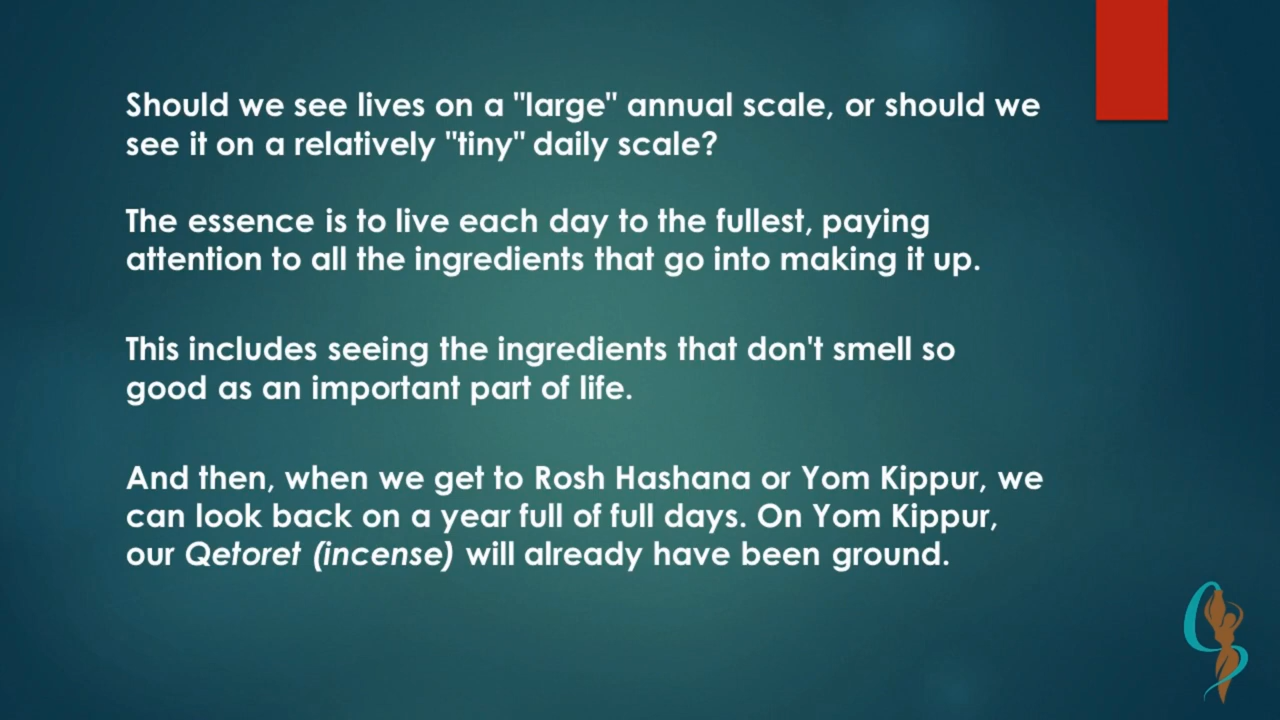 Should we see lives on a "large" annual scale, or should we
see it on a relatively "tiny" daily scale?
The essence is to live each day to the fullest, paying
attention to all the ingredients that go into making it up.
This includes seeing the ingredients that don't smell so
good as an important part of life.
And then, when we get to Rosh Hashana or Yom Kippur, we
can look back on a year full of full days. On Yom Kippur,
our Qetoret (incense) will already have been ground.